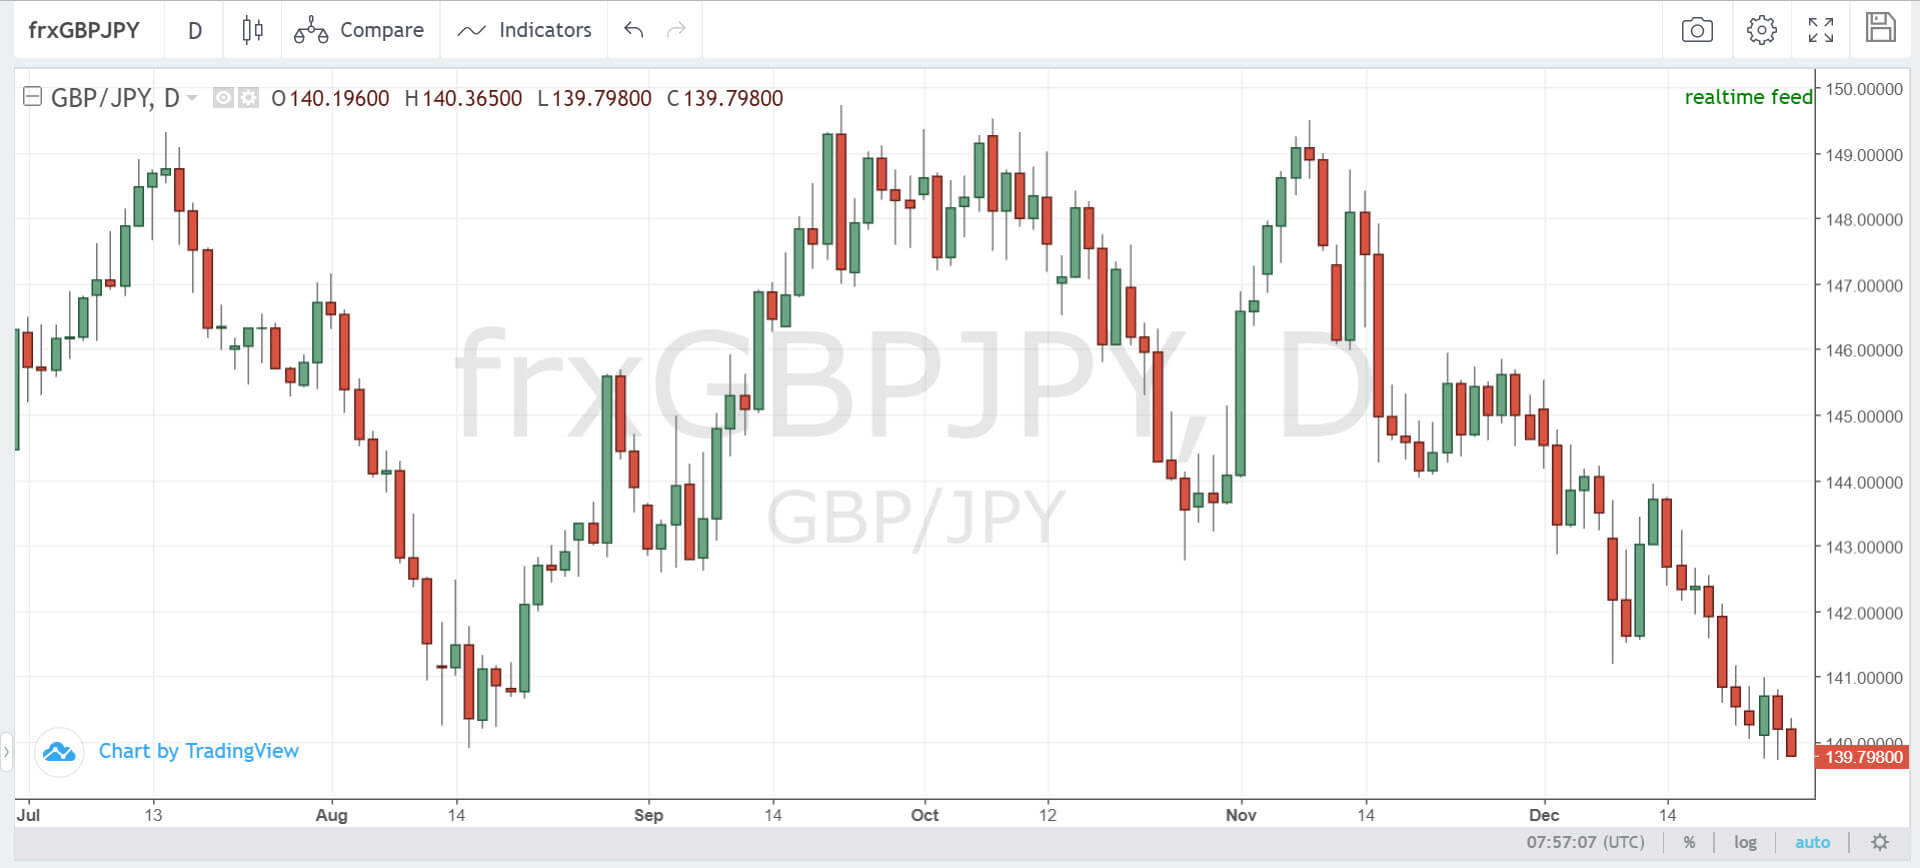 frxGBPJPY D Compare Indicators
GBP/JPY, D O 140.19600 H 140.36500 L 139.79800 C 139.79800
realtime feed
150.00000
149.00000
148.00000
147.00000
146.00000
145.00000
144.00000
143.00000
142.00000
141.00000
140.00000
139.79800
frxGBPJPY, D
GBP/JPY
Chart by TradingView
Jul 13 Aug 14 Sep 14 Oct 12 Nov 14 Dec 14
07:57:07 (UTC) % log auto